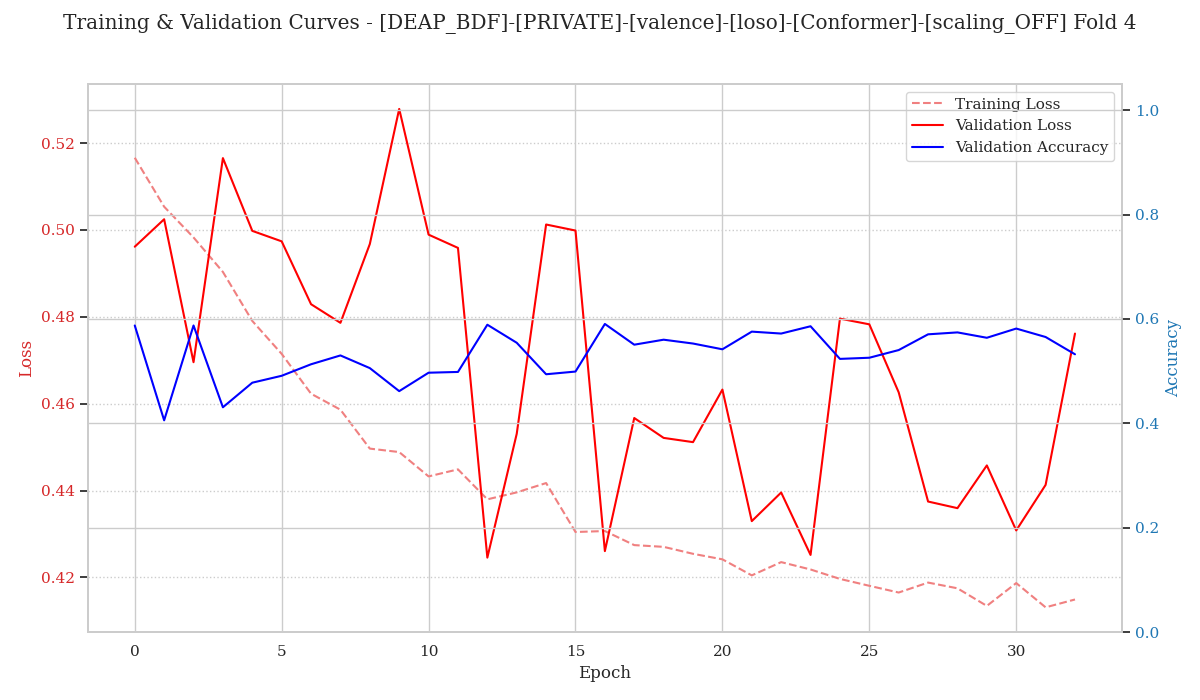 Training & Validation Curves - [DEAP_BDF]-[PRIVATE]-[valence]-[loso]-[Conformer]-[scaling_OFF] Fold 4
Training Loss
Validation Loss
Validation Accuracy
0.52
0.50
0.48
0.46
0.44
0.42
Loss
1.0
0.8
0.6
0.4
0.2
0.0
Accuracy
0 5 10 15 20 25 30
Epoch